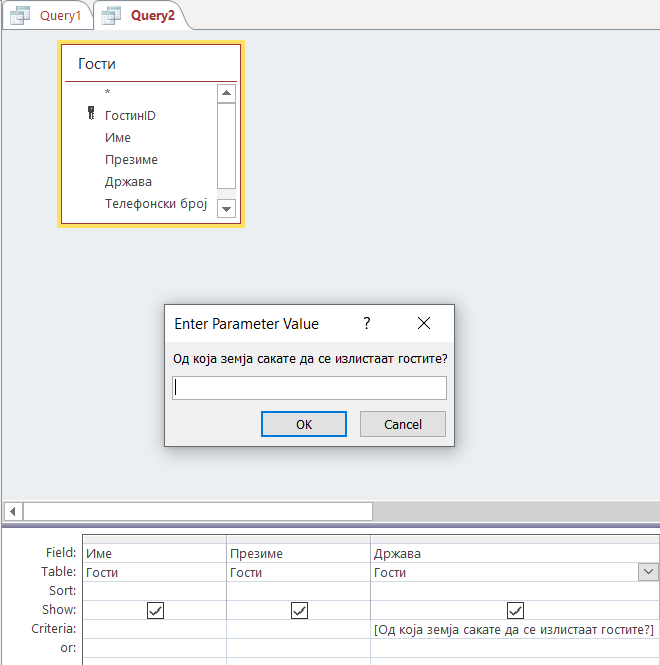 Query1 Query2
Гости
*
ГостинID
Име
Презиме
Држава
Телефонски број
Enter Parameter Value ?
Од која земја сакате да се излистаат гостите?
OK Cancel
Field: Име Презиме Држава
Table: Гости Гости Гости
Sort:
Show:
Criteria: [Од која земја сакате да се излистаат гостите?]
or: